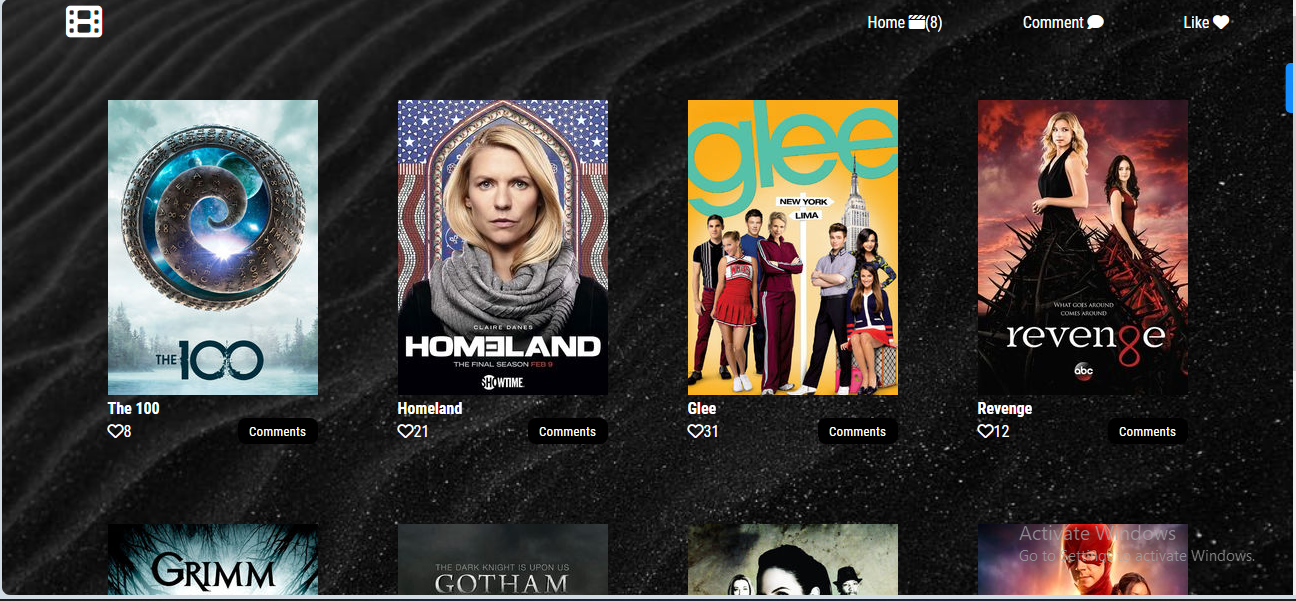 Home (8)
Comment
Like
glee
NEW YORK
LIMA
WHAT GOES AROUND
COMES AROUND
revenge
abc
CLAIRE DANES
HOMELAND
THE FINAL SEASON FEB 9
SHOWTIME
THE 100
The 100
Homeland
Glee
Revenge
8
Comments
21
Comments
31
Comments
12
Comments
GRIMM
THE DARK KNIGHT IS UPON US
GOTHAM
Activate Windows
Go to Settings to activate Windows.